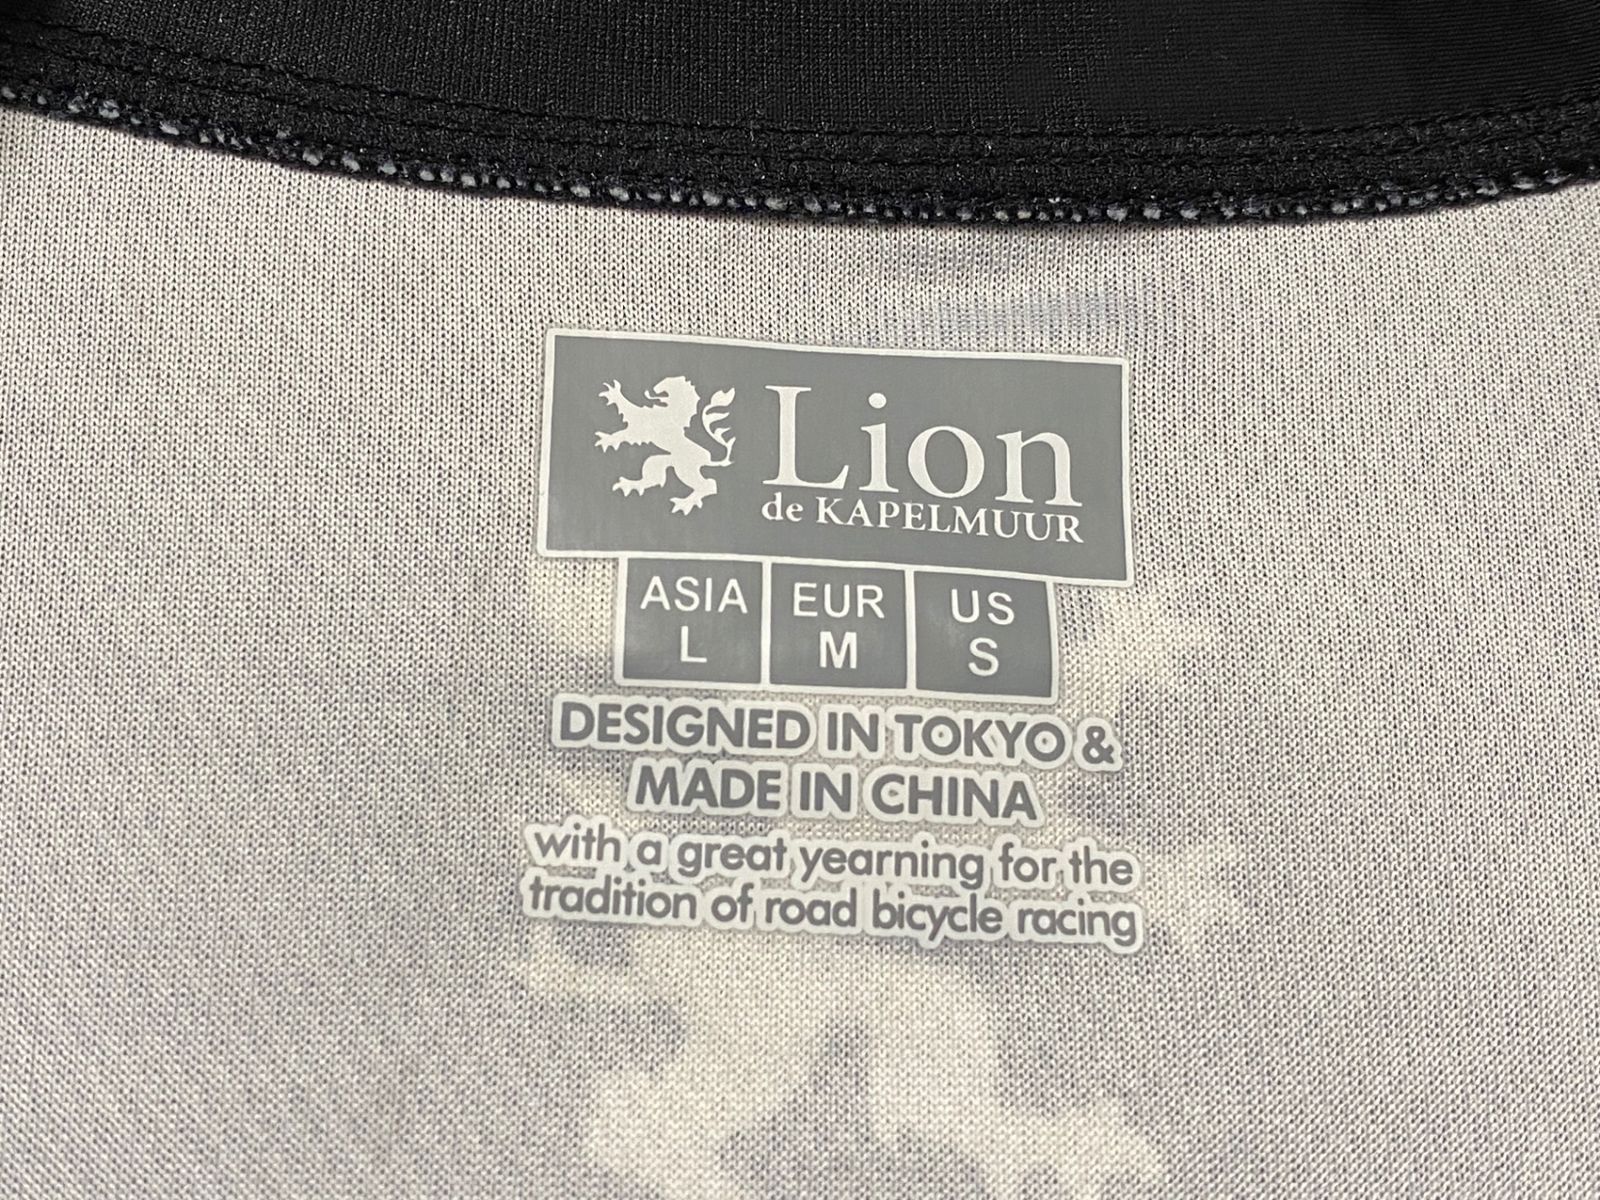 Lion
de KAPELMUUR
ASIA EUR US
L M S
DESIGNED IN TOKYO &
MADE IN CHINA
with a great yearning for the
tradition of road bicycle racing